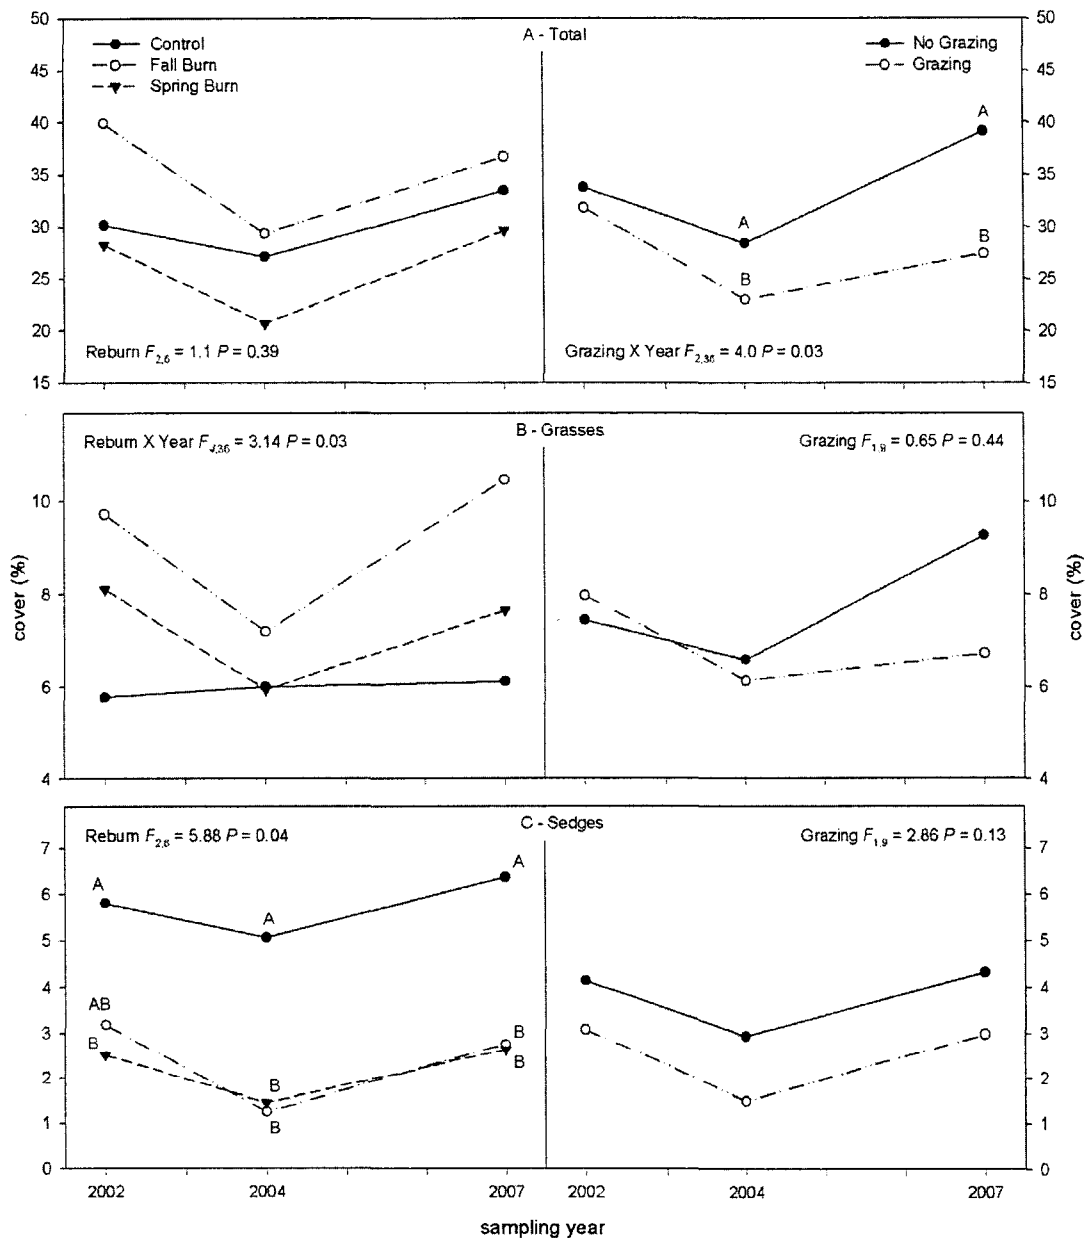 A - Total
Control
Fall Burn
Spring Burn
No Grazing
Grazing
50
45
40
35
30
25
20
15
50
45
40
35
30
25
20
15
A
A
B
B
Reburn F2,6 = 1.1 P = 0.39
Grazing X Year F2,36 = 4.0 P = 0.03
B - Grasses
Reburn X Year F4,36 = 3.14 P = 0.03
Grazing F1,9 = 0.65 P = 0.44
10
8
6
4
10
8
6
4
cover (%)
cover (%)
C - Sedges
Reburn F2,6 = 5.88 P = 0.04
Grazing F1,9 = 2.86 P = 0.13
7
6
5
4
3
2
1
0
7
6
5
4
3
2
1
0
A
A
A
AB
B
B
B
B
B
2002
2004
2007
2002
2004
2007
sampling year